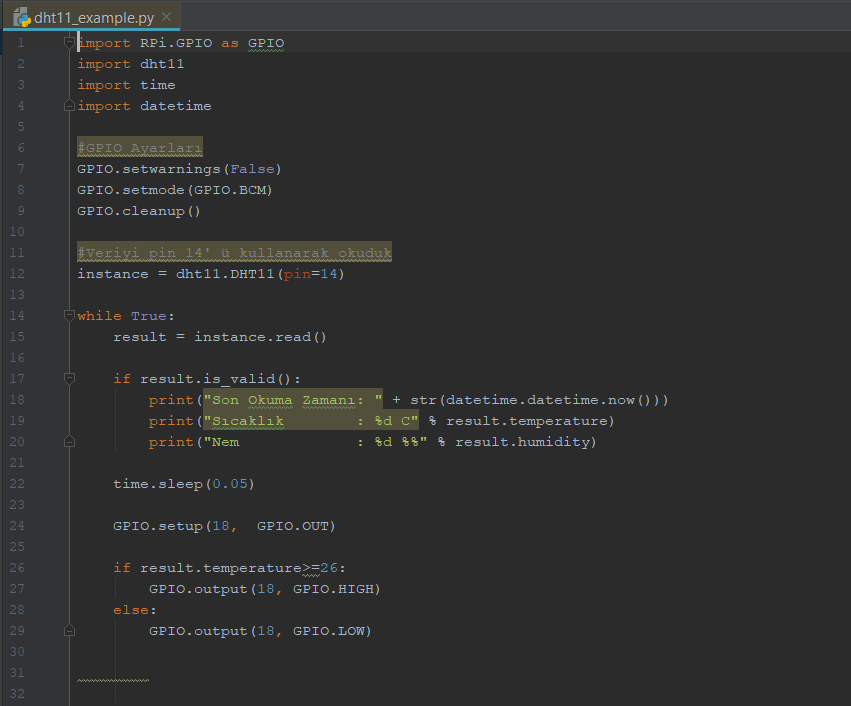 dht11_example.py
1 import RPi.GPIO as GPIO
2 import dht11
3 import time
4 import datetime
5
6 #GPIO Ayarları
7 GPIO.setwarnings(False)
8 GPIO.setmode(GPIO.BCM)
9 GPIO.cleanup()
10
11 #Veriyi pin 14' ü kullanarak okuduk
12 instance = dht11.DHT11(pin=14)
13
14 while True:
15     result = instance.read()
16
17     if result.is_valid():
18         print("Son Okuma Zamanı: " + str(datetime.datetime.now()))
19         print("Sıcaklık        : %d C" % result.temperature)
20         print("Nem             : %d %%" % result.humidity)
21
22     time.sleep(0.05)
23
24     GPIO.setup(18,  GPIO.OUT)
25
26     if result.temperature>=26:
27         GPIO.output(18, GPIO.HIGH)
28     else:
29         GPIO.output(18, GPIO.LOW)
30
31
32